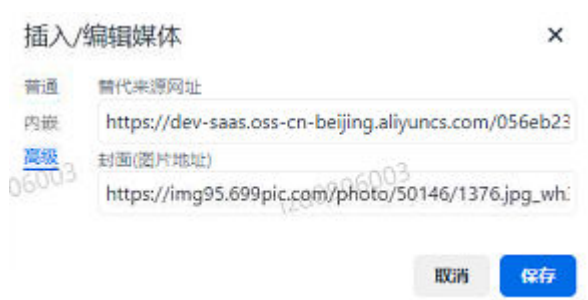 插入/编辑媒体
普通
替代来源网址
内嵌
https://dev-saas.oss-cn-beijing.aliyuncs.com/056eb23
高级
封面(图片地址)
https://img95.699pic.com/photo/50146/1376.jpg_wh:
取消
保存